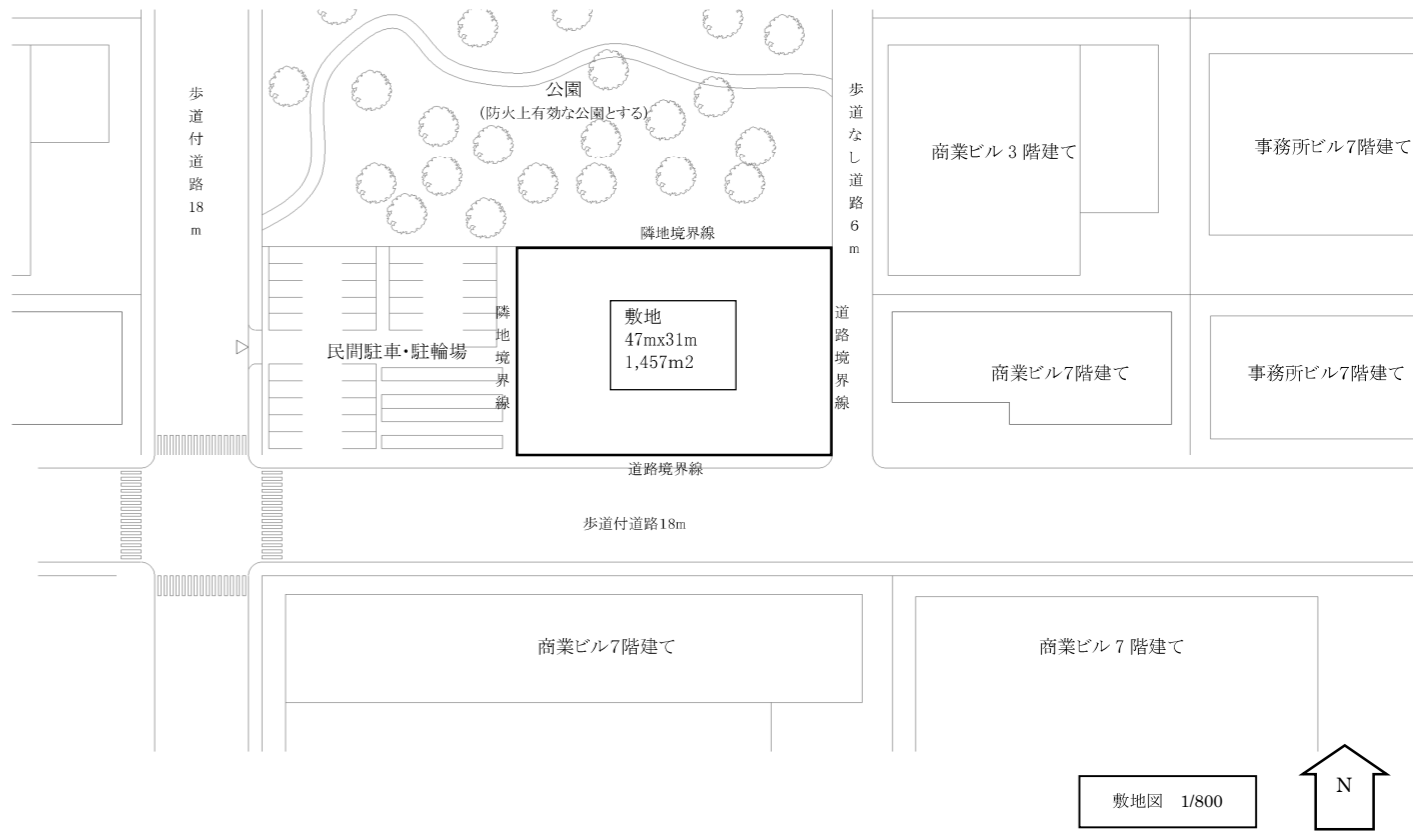 公園
(防火上有効な公園とする)
歩道付道路18m
歩道なし道路6m
商業ビル3階建て
事務所ビル7階建て
隣地境界線
隣地境界線
敷地
47mx31m
1,457m2
道路境界線
民間駐車・駐輪場
商業ビル7階建て
事務所ビル7階建て
道路境界線
歩道付道路18m
商業ビル7階建て
商業ビル7階建て
敷地図 1/800
N